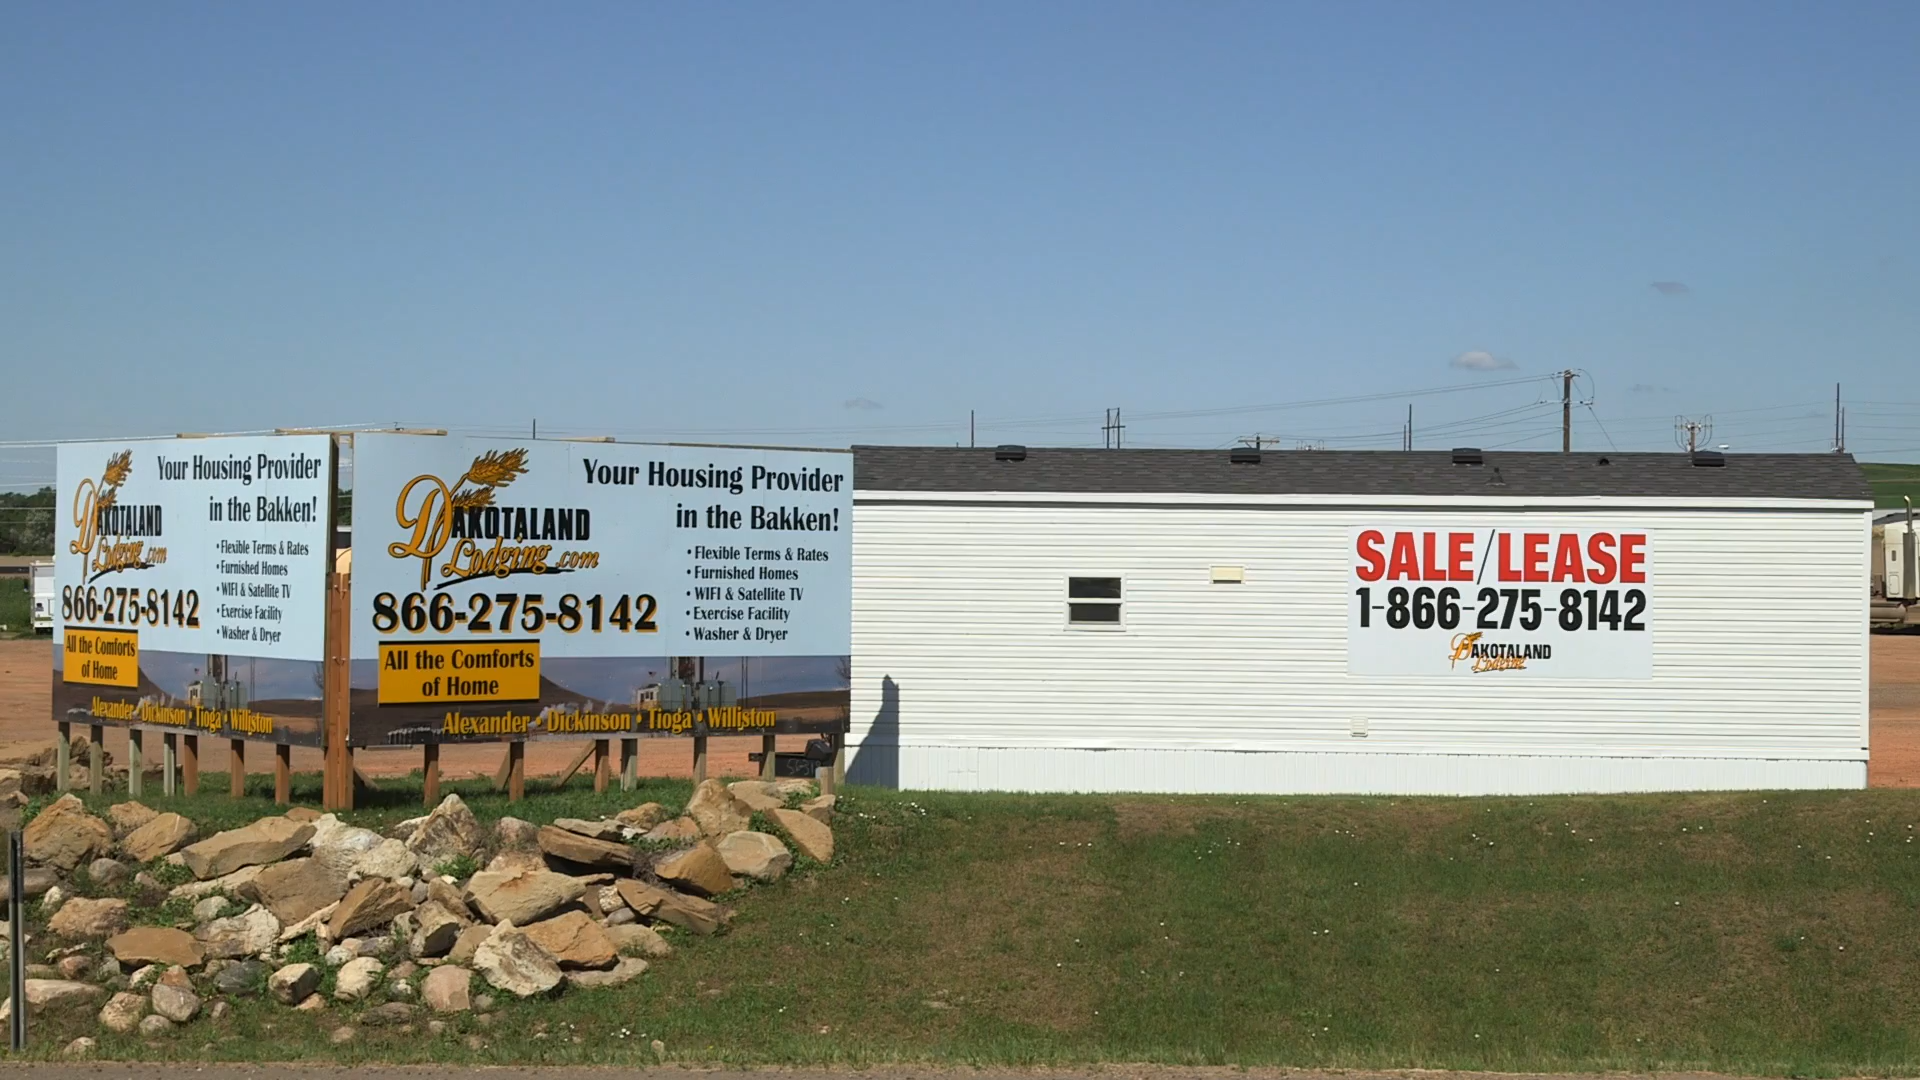 Your Housing Provider
in the Bakken!
DAKOTALAND
Lodging.com
• Flexible Terms & Rates
• Furnished Homes
• WIFI & Satellite TV
• Exercise Facility
• Washer & Dryer
866-275-8142
All the Comforts
of Home
Alexander • Dickinson • Tioga • Williston
Your Housing Provider
in the Bakken!
DAKOTALAND
Lodging.com
• Flexible Terms & Rates
• Furnished Homes
• WIFI & Satellite TV
• Exercise Facility
• Washer & Dryer
866-275-8142
All the Comforts
of Home
Alexander • Dickinson • Tioga • Williston
SALE/LEASE
1-866-275-8142
DAKOTALAND
Lodging